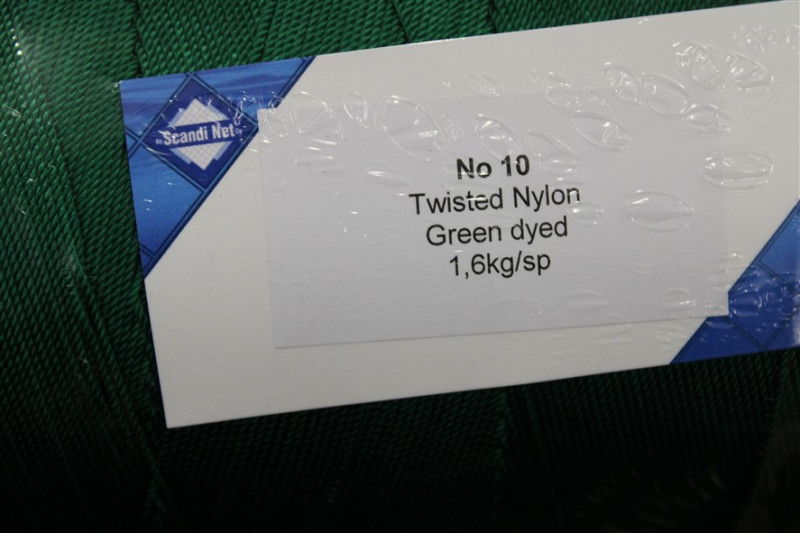 Scandi Net
No 10
Twisted Nylon
Green dyed
1,6kg/sp